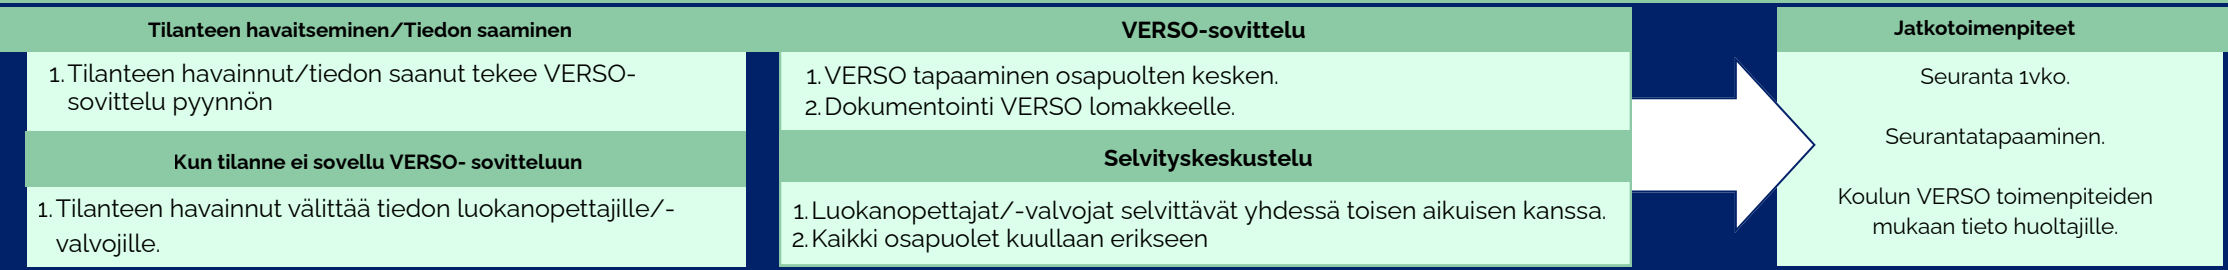 Tilanteen havaitseminen/Tiedon saaminen
1. Tilanteen havainnut/tiedon saanut tekee VERSO-
sovittelu pyynnön
Kun tilanne ei sovellu VERSO- sovitteluun
1. Tilanteen havainnut välittää tiedon luokanopettajille/-
valvojille.
VERSO-sovittelu
1. VERSO tapaaminen osapuolten kesken.
2. Dokumentointi VERSO lomakkeelle.
Selvityskeskustelu
1. Luokanopettajat/-valvojat selvittävät yhdessä toisen aikuisen kanssa.
2. Kaikki osapuolet kuullaan erikseen
Jatkotoimenpiteet
Seuranta 1vko.
Seurantatapaaminen.
Koulun VERSO toimenpiteiden
mukaan tieto huoltajille.